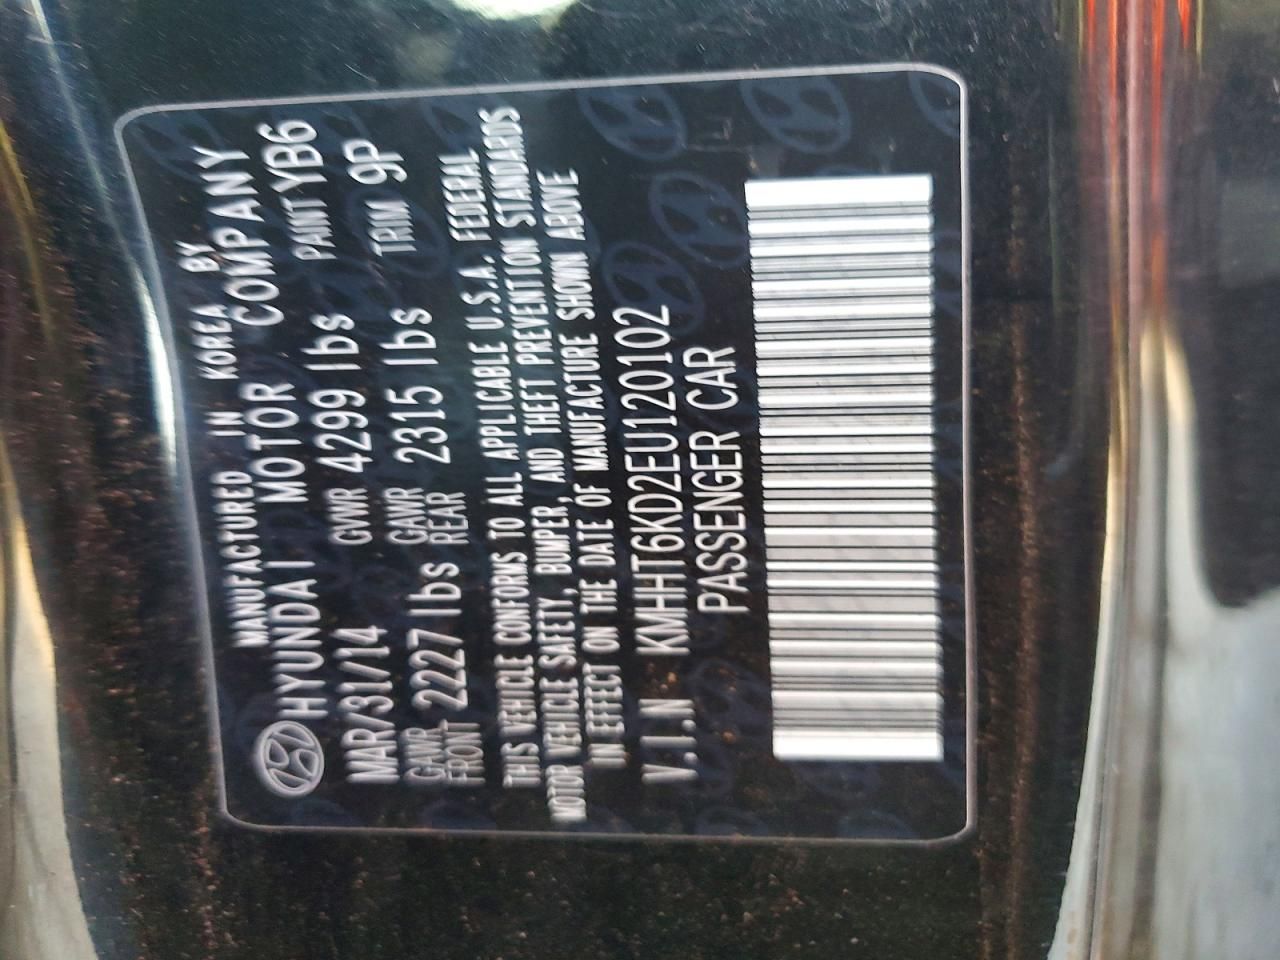 MANUFACTURED IN KOREA BY
HYUNDAI MOTOR COMPANY
MAR/31/14 GVWR 4299 lbs PAINT YB6
GAWR FRONT 2227 lbs GAWR REAR 2315 lbs TRIM 9P
THIS VEHICLE CONFORMS TO ALL APPLICABLE U.S.A. FEDERAL
MOTOR VEHICLE SAFETY, BUMPER, AND THEFT PREVENTION STANDARDS
IN EFFECT ON THE DATE OF MANUFACTURE SHOWN ABOVE
V.I.N KMHHT6KD2EU120102
PASSENGER CAR